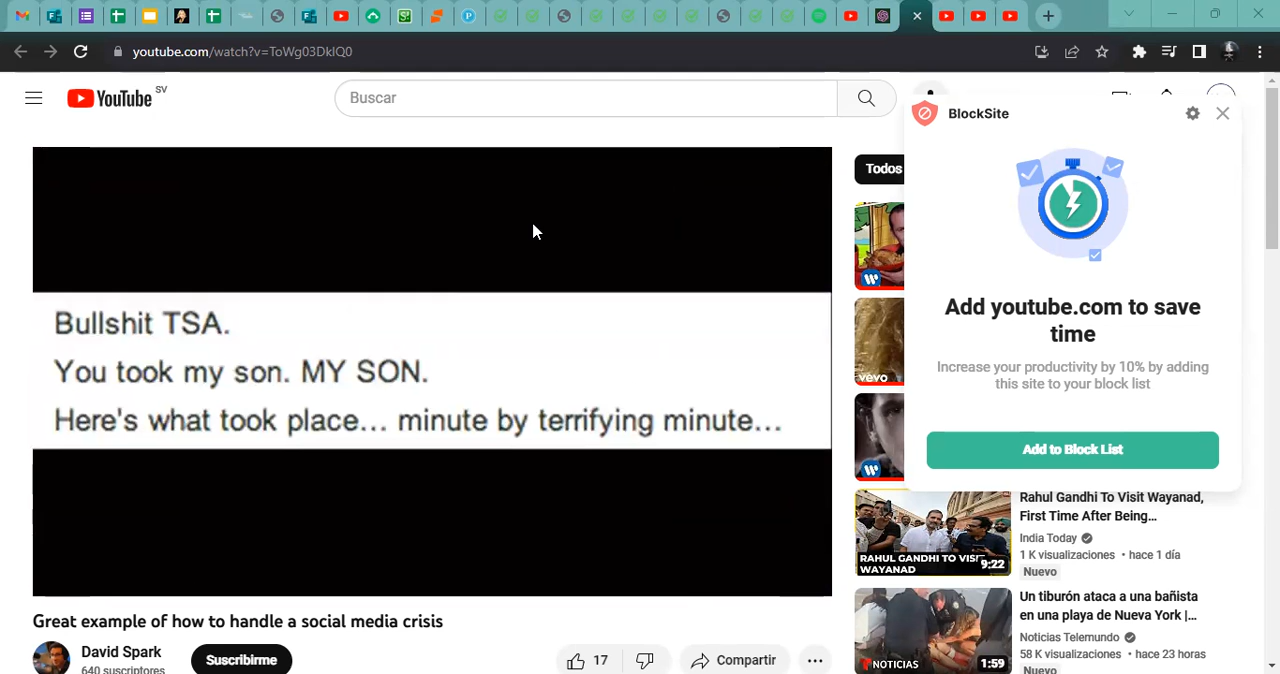 youtube.com/watch?v=ToWg03DklQ0
YouTube SV
Buscar
BlockSite
Todos
Add youtube.com to save
time
Increase your productivity by 10% by adding
this site to your block list
Add to Block List
Bullshit TSA.
You took my son. MY SON.
Here's what took place... minute by terrifying minute...
vevo
Great example of how to handle a social media crisis
David Spark
640 suscriptores
Suscribirme
17
Compartir
RAHUL GANDHI TO VISIT
WAYANAD
9:22
Rahul Gandhi To Visit Wayanad,
First Time After Being...
India Today
1 K visualizaciones • hace 1 día
Nuevo
NOTICIAS
1:59
Un tiburón ataca a una bañista
en una playa de Nueva York |...
Noticias Telemundo
58 K visualizaciones • hace 23 horas
Nuevo